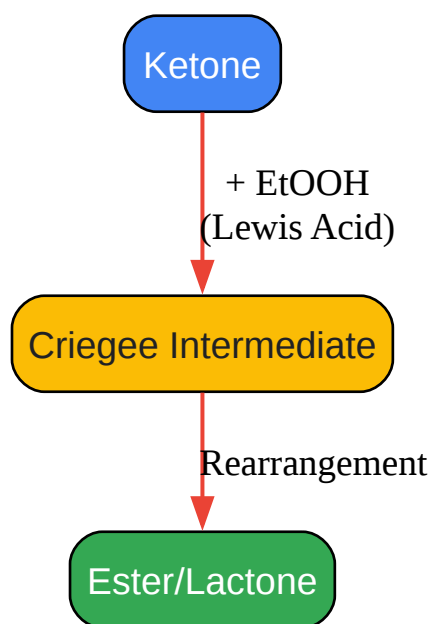 Ketone
+ EtOOH
(Lewis Acid)
Criegee Intermediate
Rearrangement
Ester/Lactone